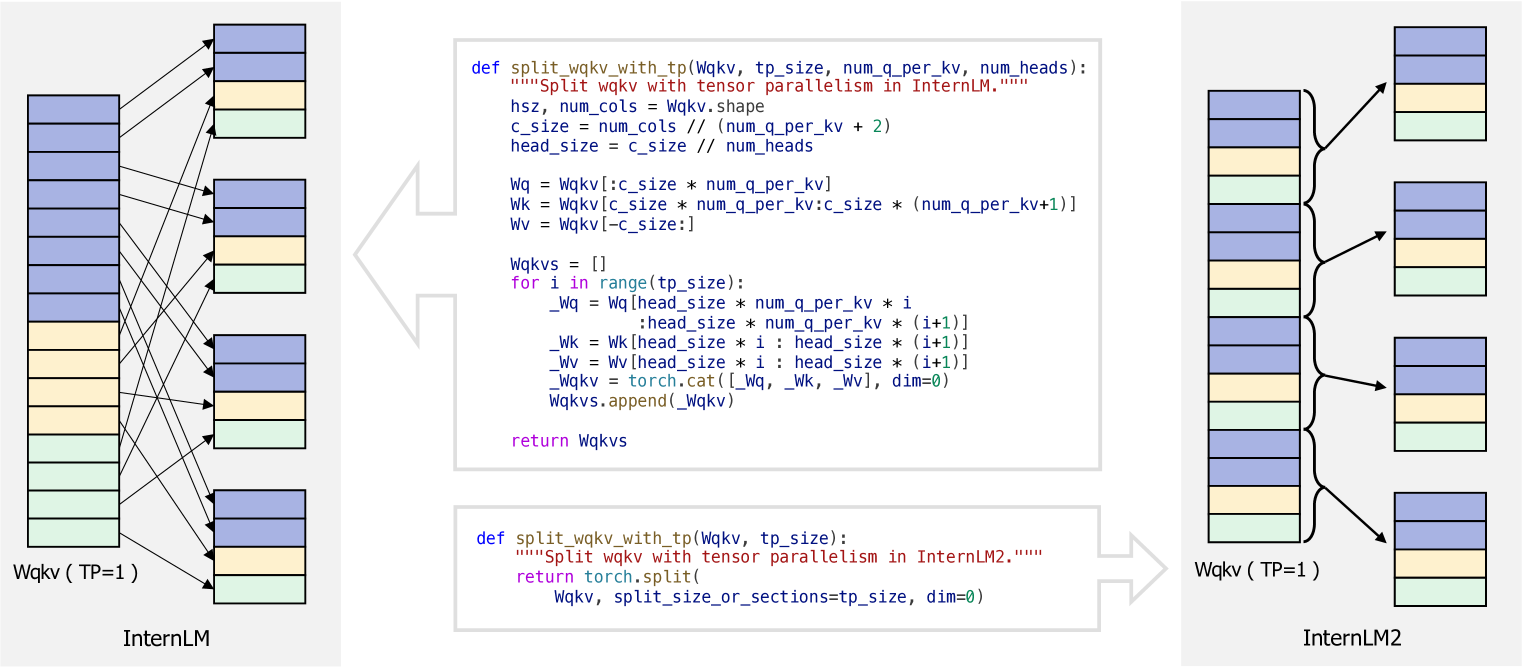 def split_wqkv_with_tp(Wqkv, tp_size, num_q_per_kv, num_heads):
"""Split wqkv with tensor parallelism in InternLM."""
hsz, num_cols = Wqkv.shape
c_size = num_cols // (num_q_per_kv + 2)
head_size = c_size // num_heads
Wq = Wqkv[:c_size * num_q_per_kv]
Wk = Wqkv[c_size * num_q_per_kv:c_size * (num_q_per_kv+1)]
Wv = Wqkv[-c_size:]
Wqkvs = []
for i in range(tp_size):
_Wq = Wq[head_size * num_q_per_kv * i
:head_size * num_q_per_kv * (i+1)]
_Wk = Wk[head_size * i : head_size * (i+1)]
_Wv = Wv[head_size * i : head_size * (i+1)]
_Wqkv = torch.cat([_Wq, _Wk, _Wv], dim=0)
Wqkvs.append(_Wqkv)
return Wqkvs
def split_wqkv_with_tp(Wqkv, tp_size):
"""Split wqkv with tensor parallelism in InternLM2."""
return torch.split(
Wqkv, split_size_or_sections=tp_size, dim=0)
Wqkv ( TP=1 )
InternLM
Wqkv ( TP=1 )
InternLM2